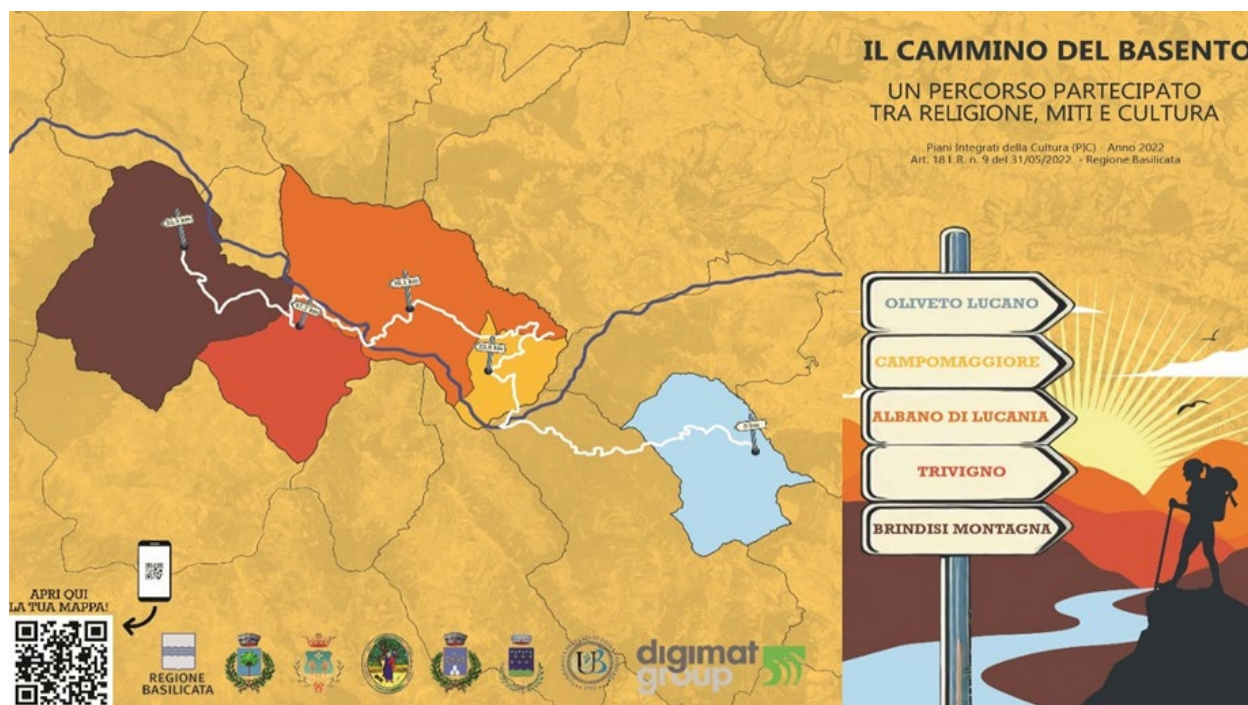 IL CAMMINO DEL BASENTO
UN PERCORSO PARTECIPATO
TRA RELIGIONE, MITI E CULTURA
Piani Integrati della Cultura (PIC) - Anno 2022
Art. 18 L.R. n. 9 del 31/05/2022 - Regione Basilicata
0 km
OLIVETO LUCANO
CAMPOMAGGIORE
ALBANO DI LUCANIA
TRIVIGNO
BRINDISI MONTAGNA
APRI QUI
LA TUA MAPPA!
REGIONE
BASILICATA
digimat
group